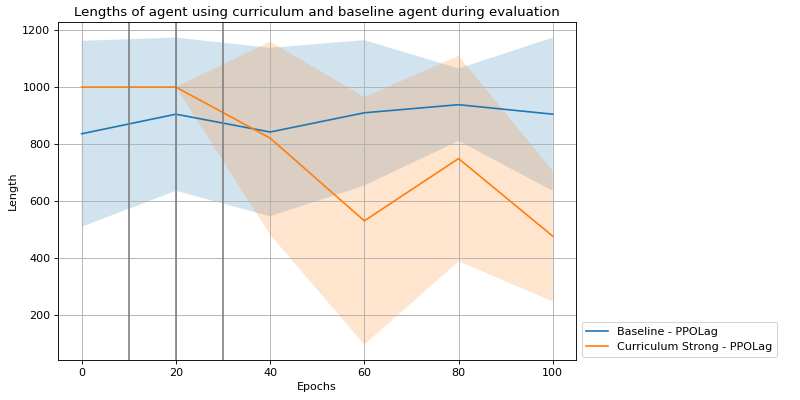 Lengths of agent using curriculum and baseline agent during evaluation
1200
1000
800
600
400
200
Length
0
20
40
60
80
100
Epochs
Baseline - PPOLag
Curriculum Strong - PPOLag